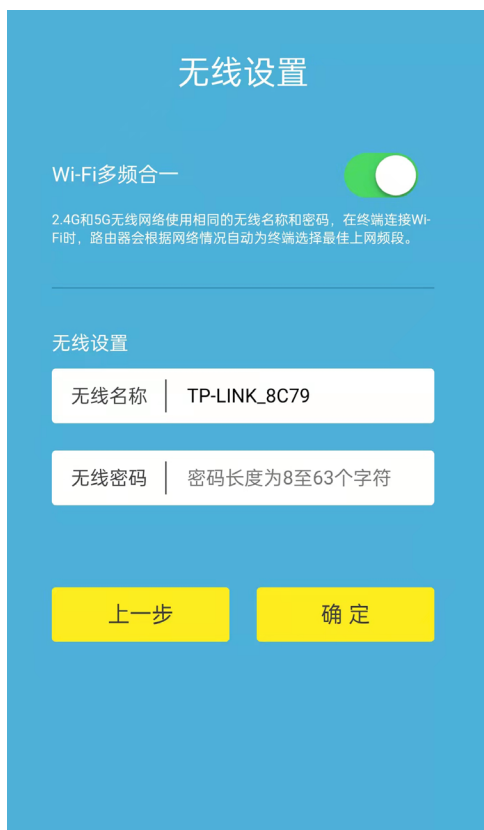 无线设置
Wi-Fi多频合一
2.4G和5G无线网络使用相同的无线名称和密码，在终端连接Wi-
Fi时，路由器会根据网络情况自动为终端选择最佳上网频段。
无线设置
无线名称 TP-LINK_8C79
无线密码 密码长度为8至63个字符
上一步 确 定